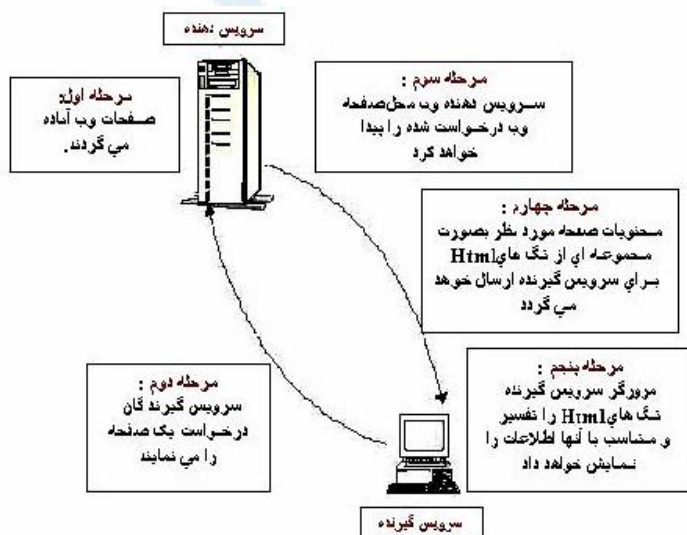 سرویس دهنده
مرحله اول:
صفحات وب آماده
می گردند.
مرحله سوم :
سرویس دهنده وب محل صفحه
وب درخواست شده را پیدا
خواهد کرد
مرحله چهارم :
محتویات صفحه مورد نظر بصورت
مجموعه ای از تگ های Html
برای سرویس گیرنده ارسال خواهد
می گردد
مرحله دوم :
سرویس گیرندگان
درخواست یک صفحه
را می نمایند
مرحله پنجم :
مرورگر سرویس گیرنده
تگ های Html را تفسیر
و متناسب با آنها اطلاعات را
نمایش خواهد داد
سرویس گیرنده